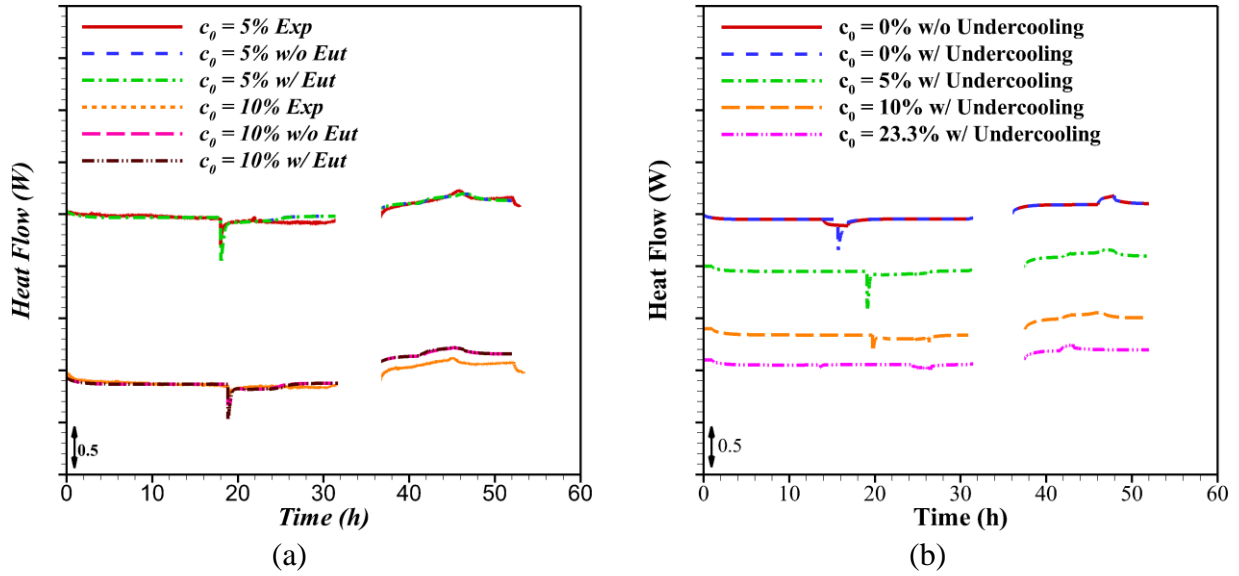 c₀ = 5% Exp
c₀ = 5% w/o Eut
c₀ = 5% w/ Eut
c₀ = 10% Exp
c₀ = 10% w/o Eut
c₀ = 10% w/ Eut
Heat Flow (W)
0.5
0 10 20 30 40 50 60
Time (h)
(a)
c₀ = 0% w/o Undercooling
c₀ = 0% w/ Undercooling
c₀ = 5% w/ Undercooling
c₀ = 10% w/ Undercooling
c₀ = 23.3% w/ Undercooling
Heat Flow (W)
0.5
0 10 20 30 40 50 60
Time (h)
(b)